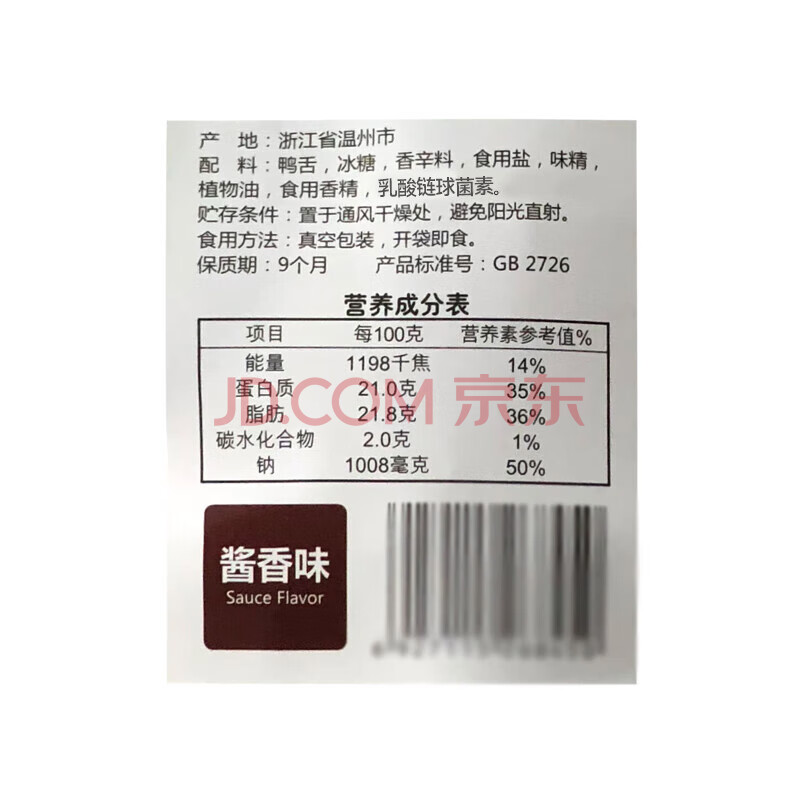 产 地：浙江省温州市
配 料：鸭舌，冰糖，香辛料，食用盐，味精，
植物油，食用香精，乳酸链球菌素。
贮存条件：置于通风干燥处，避免阳光直射。
食用方法：真空包装，开袋即食。
保质期：9个月 产品标准号：GB 2726
营养成分表
项目 每100克 营养素参考值%
能量 1198千焦 14%
蛋白质 21.0克 35%
JD.COM 京东
脂肪 21.8克 36%
碳水化合物 2.0克 1%
钠 1008毫克 50%
酱香味
Sauce Flavor